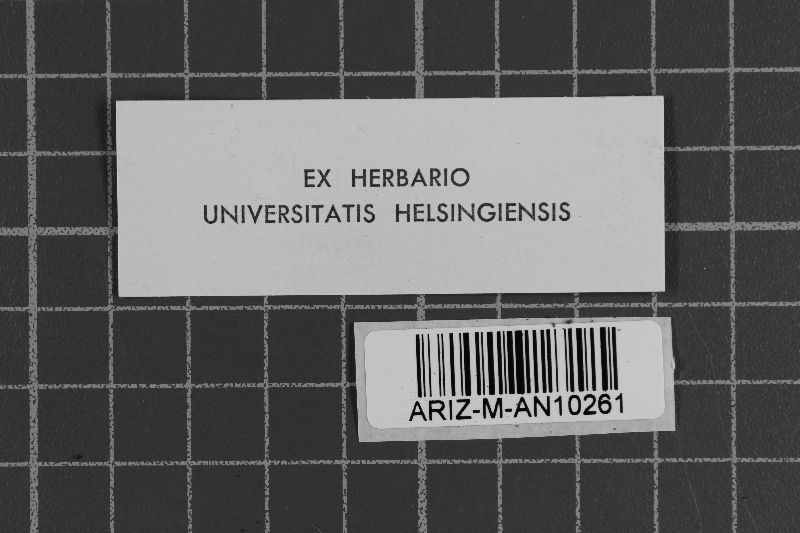 EX HERBARIO
UNIVERSITATIS HELSINGIENSIS
ARIZ-M-AN10261